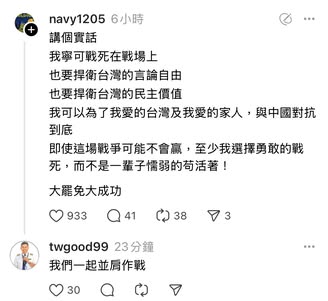 navy1205 6小時
講個實話
我寧可戰死在戰場上
也要捍衛台灣的言論自由
也要捍衛台灣的民主價值
我可以為了我愛的台灣及我愛的家人，與中國對抗
到底
即使這場戰爭可能不會贏，至少我選擇勇敢的戰
死，而不是一輩子懦弱的苟活著！
大罷免大成功
933 41 38 3
twgood99 23分鐘
我們一起並肩作戰
30